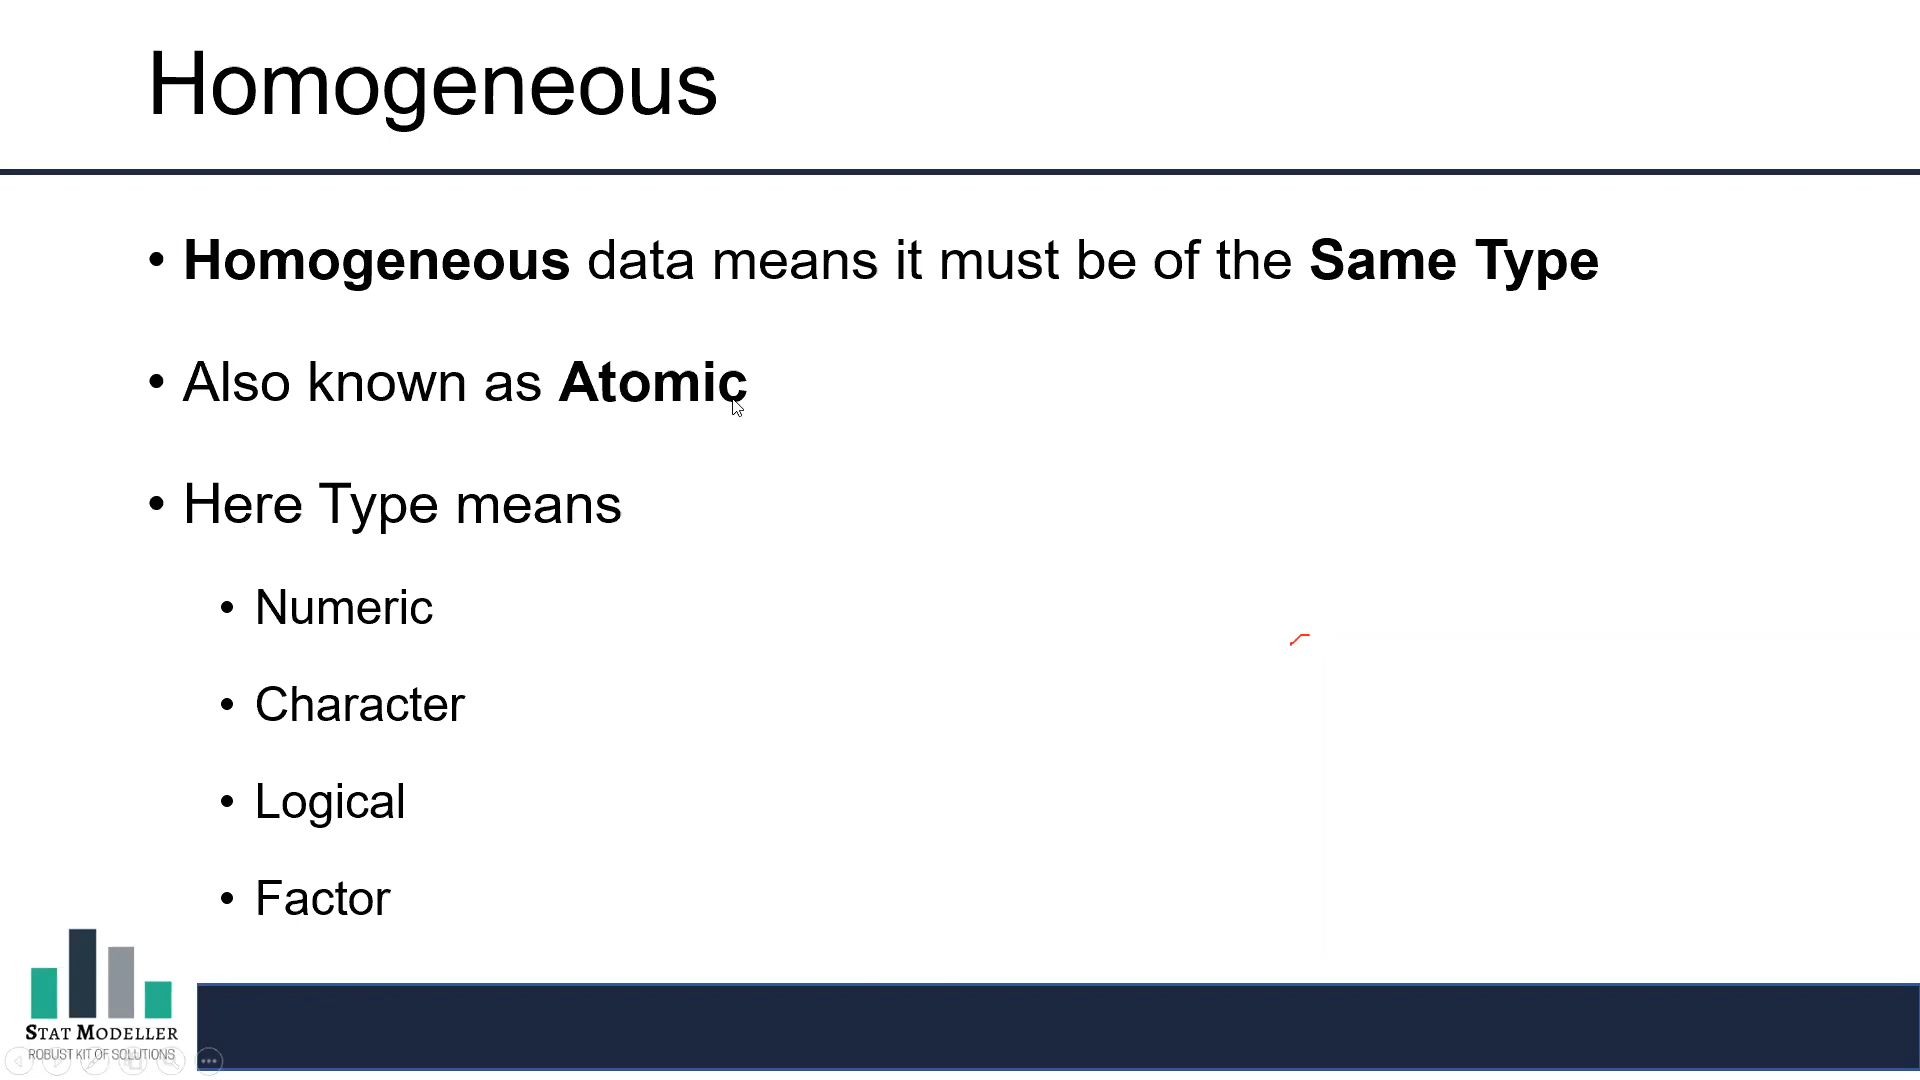 Homogeneous
• Homogeneous data means it must be of the Same Type
• Also known as Atomic
• Here Type means
• Numeric
• Character
• Logical
• Factor
STAT MODELLER
ROBUST KIT OF SOLUTIONS